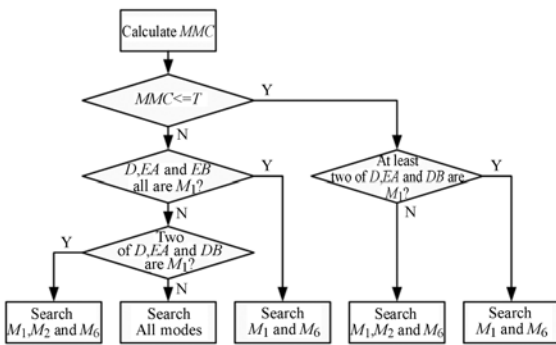 Calculate MMC
MMC<=T
Y
N
D,EA and EB
all are M1?
Y
At least
two of D,EA and DB are
M1?
Y
N
N
Two
of D,EA and DB
are M1?
Y
N
Search
M1,M2 and M6
Search
All modes
Search
M1 and M6
Search
M1,M2 and M6
Search
M1 and M6